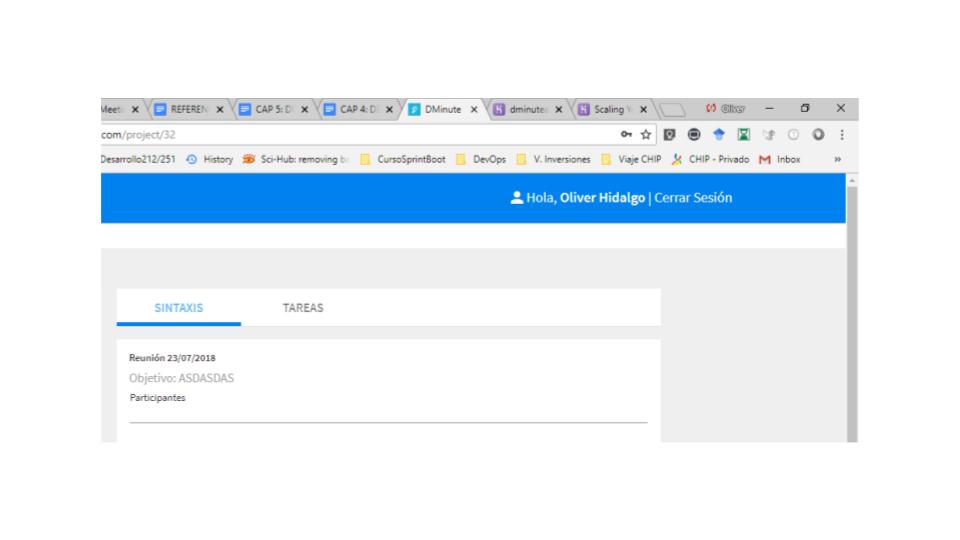 Meeti REFEREN CAP 5: D CAP 4: D DMinute dminutes Scaling Oliver
com/project/32
Desarrollo212/251 History Sci-Hub: removing b CursoSprintBoot DevOps V. Inversiones Viaje CHIP CHIP - Privado Inbox »
Hola, Oliver Hidalgo | Cerrar Sesión
SINTAXIS TAREAS
Reunión 23/07/2018
Objetivo: ASDASDAS
Participantes